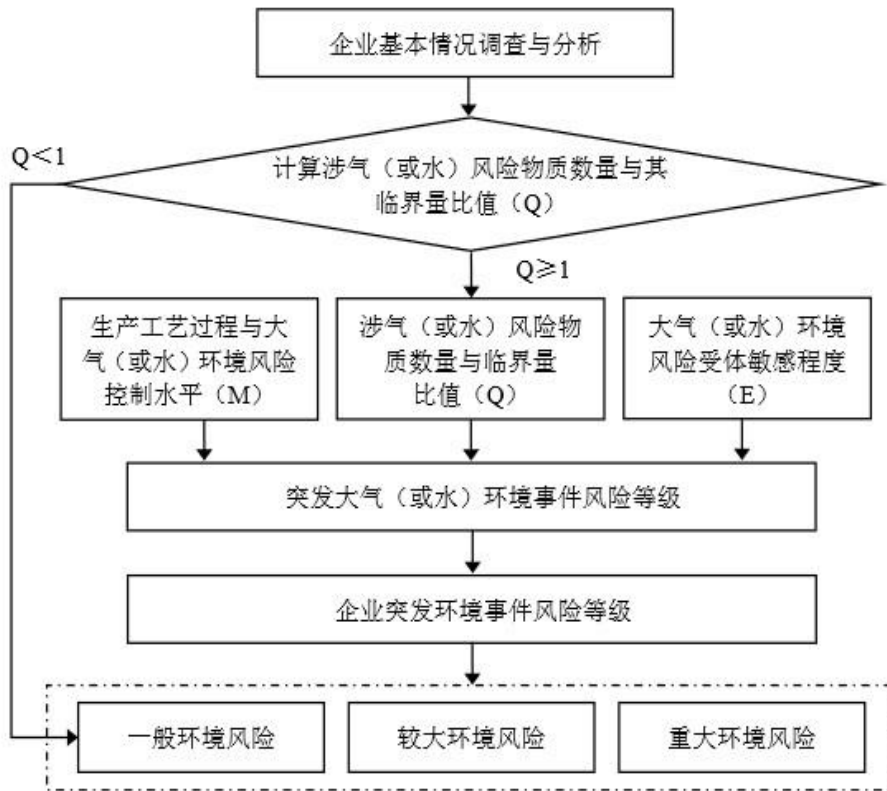 企业基本情况调查与分析
Q＜1
计算涉气（或水）风险物质数量与其
临界量比值（Q）
Q≥1
生产工艺过程与大
气（或水）环境风险
控制水平（M）
涉气（或水）风险物
质数量与临界量
比值（Q）
大气（或水）环境
风险受体敏感程度
（E）
突发大气（或水）环境事件风险等级
企业突发环境事件风险等级
一般环境风险
较大环境风险
重大环境风险